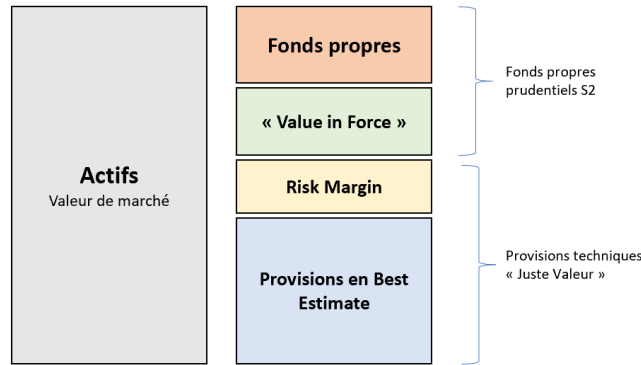 Actifs
Valeur de marché
Fonds propres
« Value in Force »
Risk Margin
Provisions en Best
Estimate
Fonds propres
prudentiels S2
Provisions techniques
« Juste Valeur »